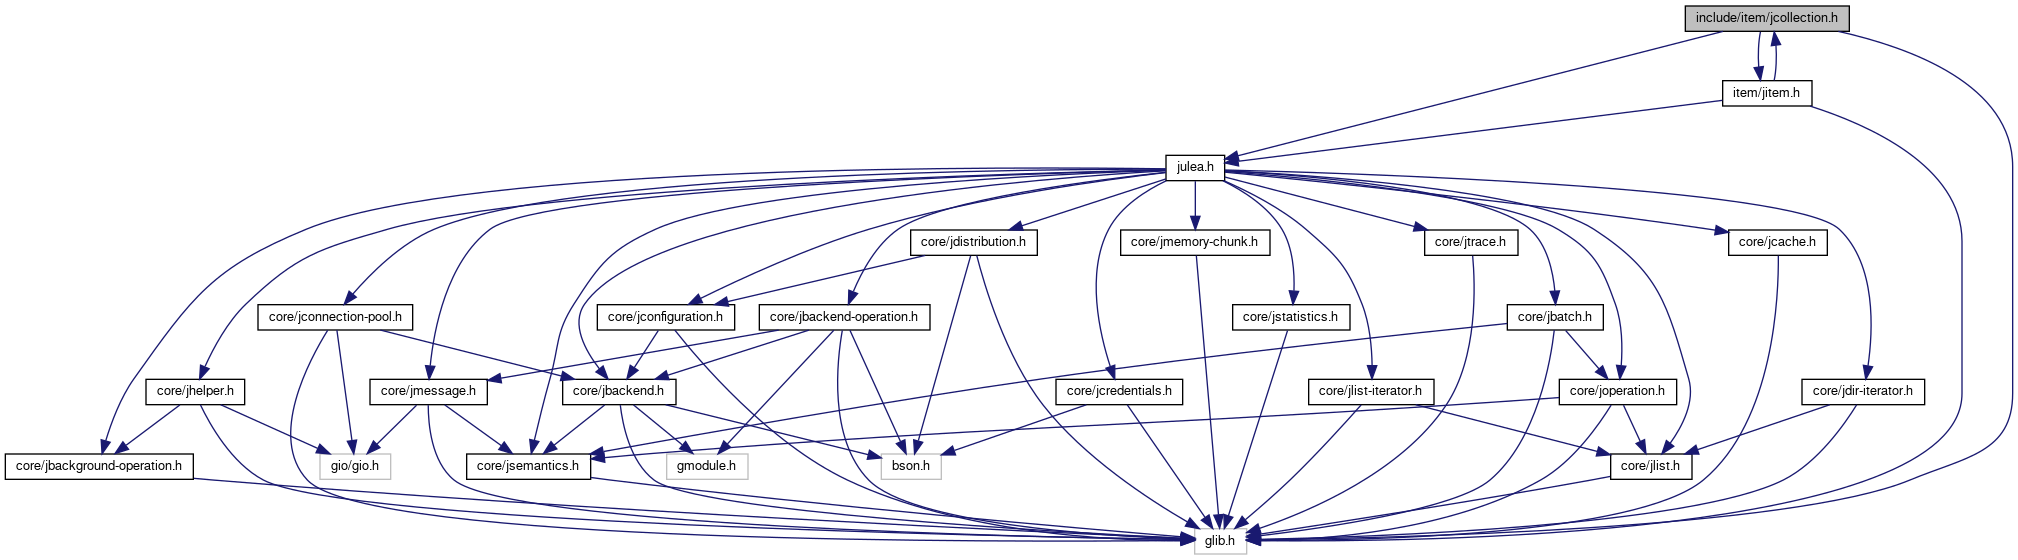 include/item/jcollection.h
item/jitem.h
julea.h
core/jdistribution.h
core/jmemory-chunk.h
core/jtrace.h
core/jcache.h
core/jconnection-pool.h
core/jconfiguration.h
core/jbackend-operation.h
core/jstatistics.h
core/jbatch.h
core/jhelper.h
core/jmessage.h
core/jbackend.h
core/jcredentials.h
core/jlist-iterator.h
core/joperation.h
core/jdir-iterator.h
core/jbackground-operation.h
gio/gio.h
core/jsemantics.h
gmodule.h
bson.h
core/jlist.h
glib.h